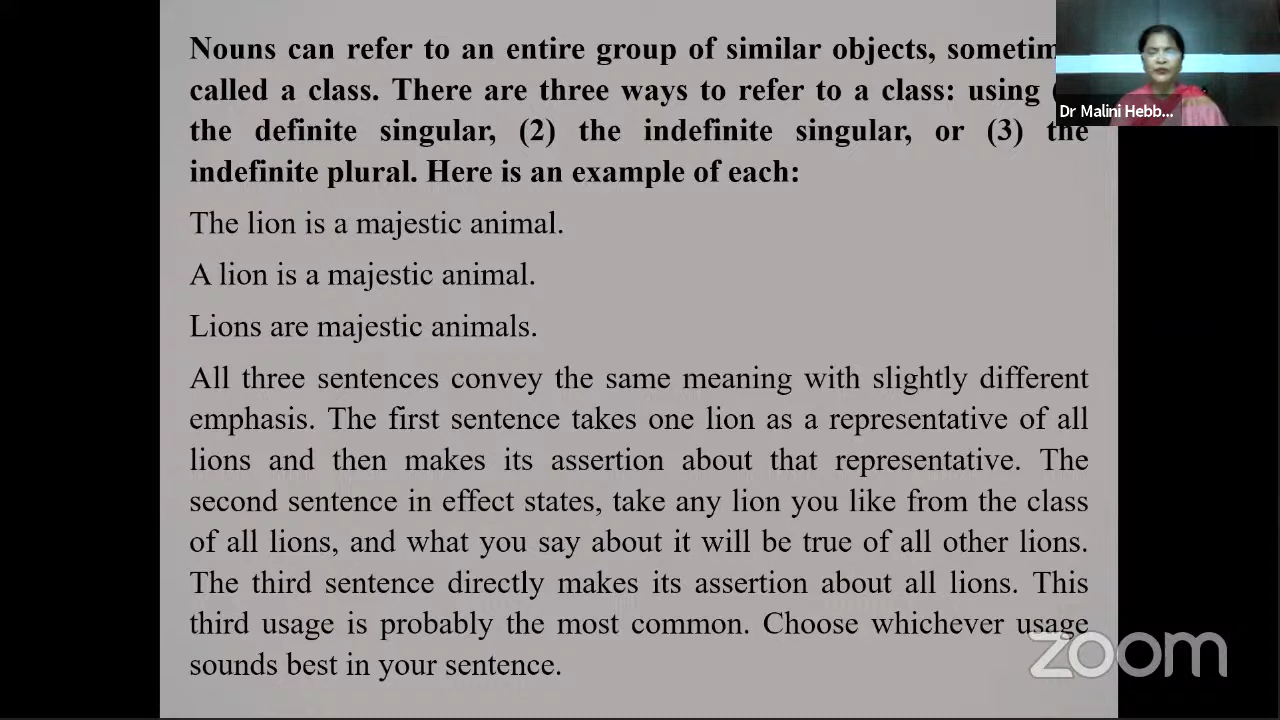 Nouns can refer to an entire group of similar objects, sometim
called a class. There are three ways to refer to a class: using (
the definite singular, (2) the indefinite singular, or (3) the
indefinite plural. Here is an example of each:
The lion is a majestic animal.
A lion is a majestic animal.
Lions are majestic animals.
All three sentences convey the same meaning with slightly different
emphasis. The first sentence takes one lion as a representative of all
lions and then makes its assertion about that representative. The
second sentence in effect states, take any lion you like from the class
of all lions, and what you say about it will be true of all other lions.
The third sentence directly makes its assertion about all lions. This
third usage is probably the most common. Choose whichever usage
sounds best in your sentence.
Dr Malini Hebb...
zoom